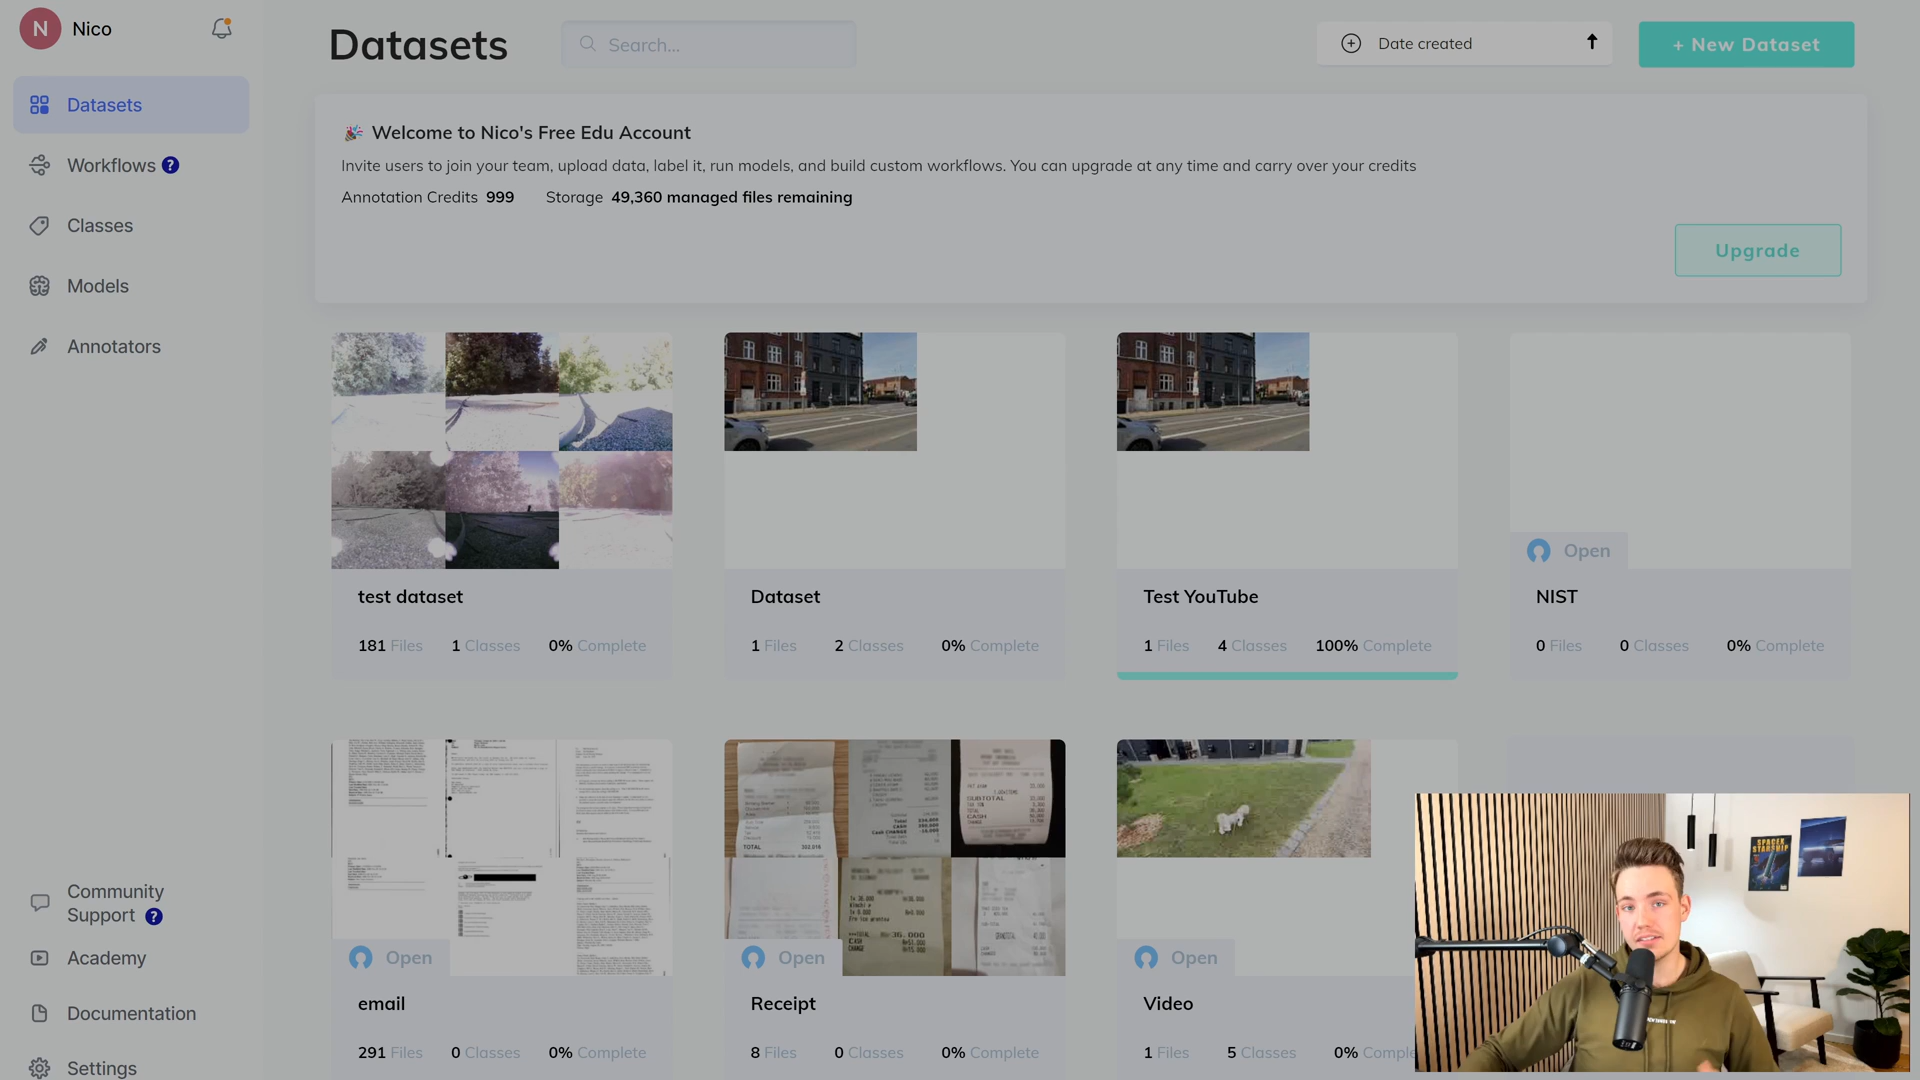 N Nico
Datasets
Workflows ?
Classes
Models
Annotators
Community
Support ?
Academy
Documentation
Settings
Datasets
Search...
Date created
+ New Dataset
🎉 Welcome to Nico's Free Edu Account
Invite users to join your team, upload data, label it, run models, and build custom workflows. You can upgrade at any time and carry over your credits
Annotation Credits 999 Storage 49,360 managed files remaining
Upgrade
test dataset
181 Files 1 Classes 0% Complete
Dataset
1 Files 2 Classes 0% Complete
Test YouTube
1 Files 4 Classes 100% Complete
Open
NIST
0 Files 0 Classes 0% Complete
Open
email
291 Files 0 Classes 0% Complete
TOTAL
SUBTOTAL
CASH
CHANGE
Open
Receipt
8 Files 0 Classes 0% Complete
Open
Video
1 Files 5 Classes 0% Comple
SPACEX
STARSHIP